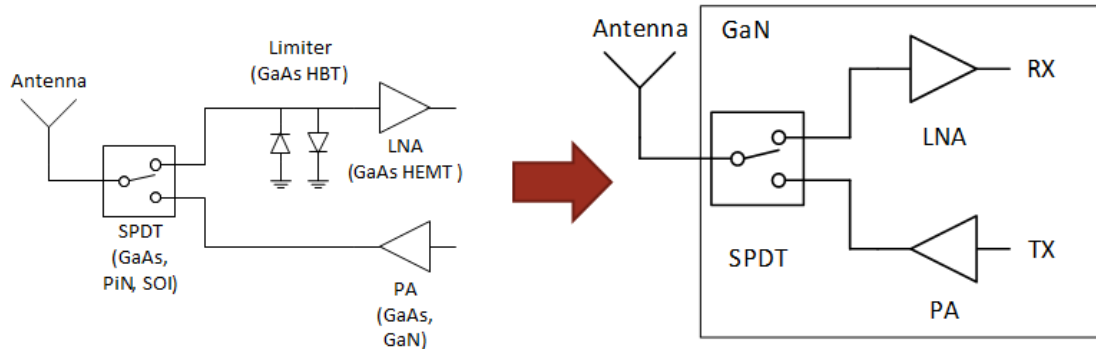 Antenna
Limiter
(GaAs HBT)
LNA
(GaAs HEMT )
SPDT
(GaAs,
PiN, SOI)
PA
(GaAs,
GaN)
Antenna
GaN
RX
LNA
SPDT
TX
PA